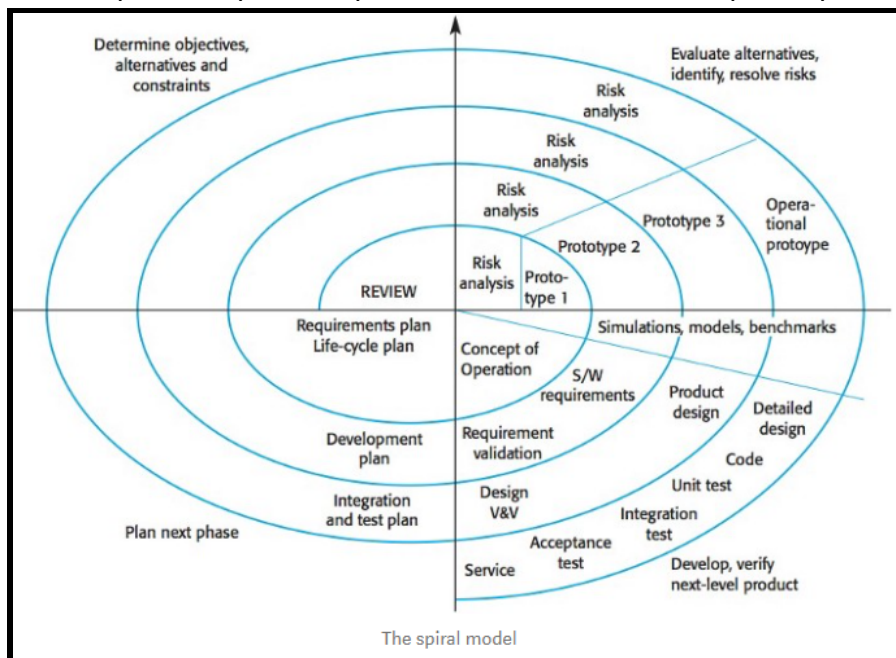 Determine objectives,
alternatives and
constraints
Evaluate alternatives,
identify, resolve risks
Risk
analysis
Risk
analysis
Risk
analysis
Risk
analysis
Proto-
type 1
Prototype 2
Prototype 3
Opera-
tional
protoype
REVIEW
Requirements plan
Life-cycle plan
Simulations, models, benchmarks
Concept of
Operation
S/W
requirements
Product
design
Detailed
design
Development
plan
Requirement
validation
Code
Unit test
Integration
and test plan
Design
V&V
Integration
test
Plan next phase
Acceptance
test
Service
Develop, verify
next-level product
The spiral model